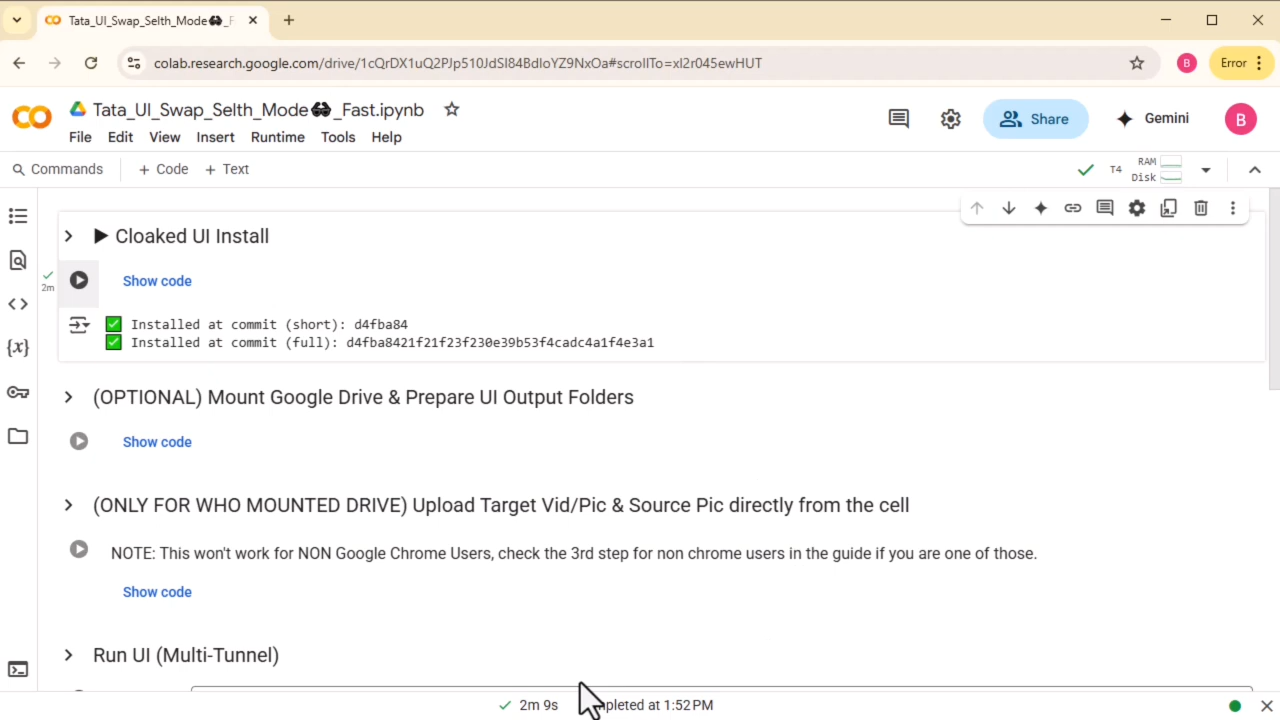 Tata_UI_Swap_Selth_Mode🕶_F
colab.research.google.com/drive/1cQrDX1uQ2PJp510JdSl84BdIoYZ9NxOa#scrollTo=xI2r045ewHUT
B
Error
CO
Tata_UI_Swap_Selth_Mode🕶_Fast.ipynb
Share
Gemini
B
File Edit View Insert Runtime Tools Help
Commands + Code + Text
T4 RAM
Disk
▶ Cloaked UI Install
2m
Show code
✅ Installed at commit (short): d4fba84
✅ Installed at commit (full): d4fba8421f21f23f230e39b53f4cadc4a1f4e3a1
(OPTIONAL) Mount Google Drive & Prepare UI Output Folders
Show code
(ONLY FOR WHO MOUNTED DRIVE) Upload Target Vid/Pic & Source Pic directly from the cell
NOTE: This won't work for NON Google Chrome Users, check the 3rd step for non chrome users in the guide if you are one of those.
Show code
Run UI (Multi-Tunnel)
2m 9s mpleted at 1:52 PM